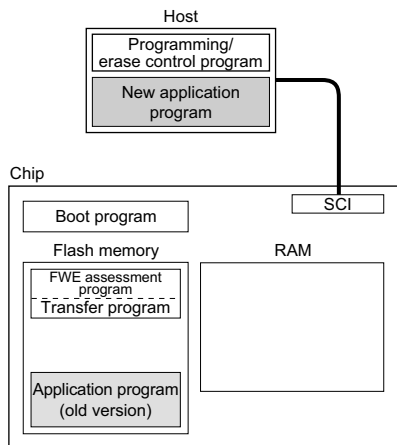 Host
Programming/
erase control program
New application
program
Chip
SCI
Boot program
Flash memory
RAM
FWE assessment
program
Transfer program
Application program
(old version)